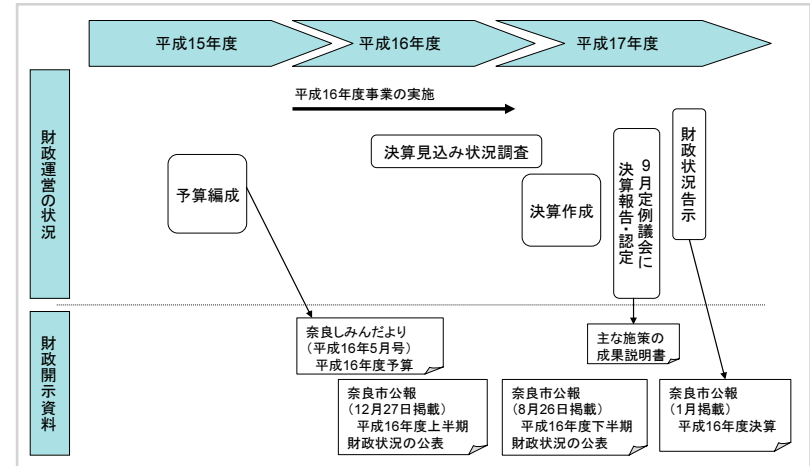 平成15年度
平成16年度
平成17年度
平成16年度事業の実施
財政運営の状況
予算編成
決算見込み状況調査
決算作成
9月定例議会に
決算報告・認定
財政状況告示
財政開示資料
奈良しみんだより
(平成16年5月号)
平成16年度予算
主な施策の
成果説明書
奈良市公報
(12月27日掲載)
平成16年度上半期
財政状況の公表
奈良市公報
(8月26日掲載)
平成16年度下半期
財政状況の公表
奈良市公報
(1月掲載)
平成16年度決算